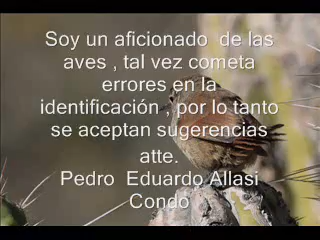 Soy un aficionado  de las
aves , tal vez cometa
errores en la
identificación , por lo tanto
se aceptan sugerencias
atte.
Pedro  Eduardo Allasi
Condo